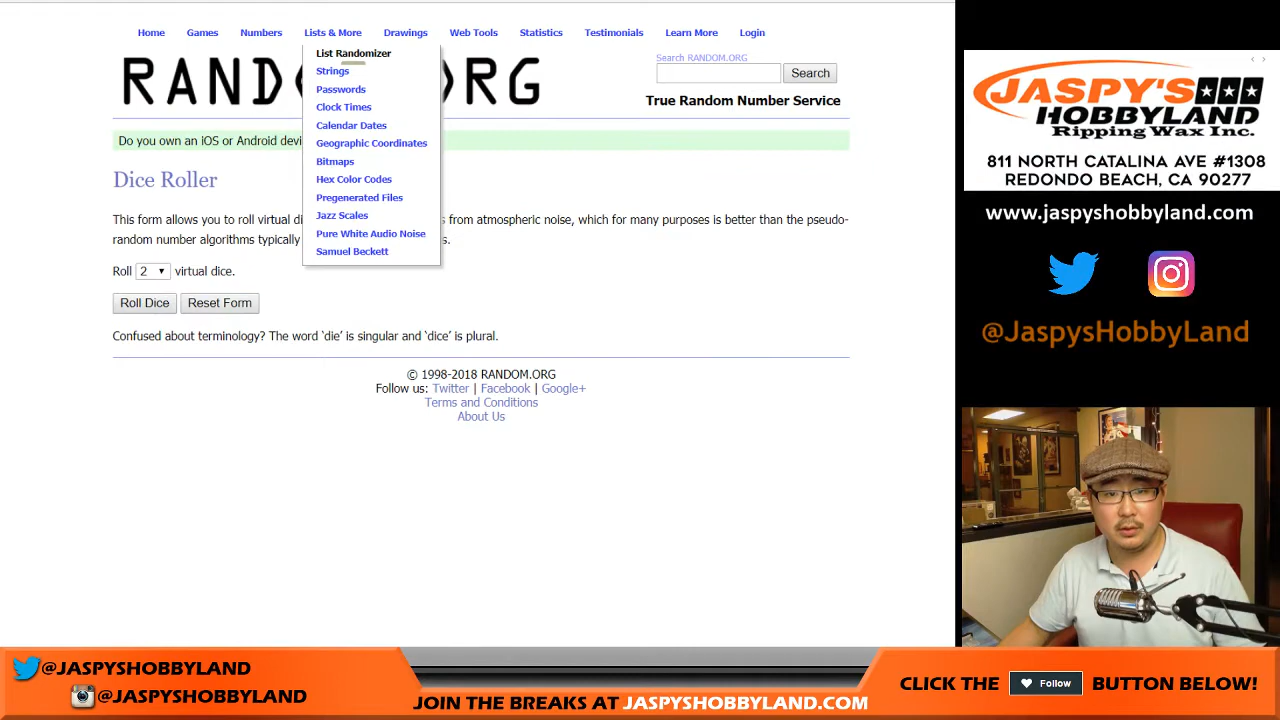 Home Games Numbers Lists & More Drawings Web Tools Statistics Testimonials Learn More Login
List Randomizer
Strings
Passwords
Clock Times
Calendar Dates
Geographic Coordinates
Bitmaps
Hex Color Codes
Pregenerated Files
Jazz Scales
Pure White Audio Noise
Samuel Beckett
Search RANDOM.ORG
Search
True Random Number Service
Do you own an iOS or Android devi
Dice Roller
This form allows you to roll virtual di s from atmospheric noise, which for many purposes is better than the pseudo-
random number algorithms typically s.
Roll 2 virtual dice.
Roll Dice Reset Form
Confused about terminology? The word ‘die’ is singular and ‘dice’ is plural.
© 1998-2018 RANDOM.ORG
Follow us: Twitter | Facebook | Google+
Terms and Conditions
About Us
JASPY'S
HOBBYLAND
Ripping Wax Inc.
811 NORTH CATALINA AVE #1308
REDONDO BEACH, CA 90277
www.jaspyshobbyland.com
@JaspysHobbyLand
@JASPYSHOBBYLAND
@JASPYSHOBBYLAND
JOIN THE BREAKS AT JASPYSHOBBYLAND.COM
CLICK THE Follow BUTTON BELOW!